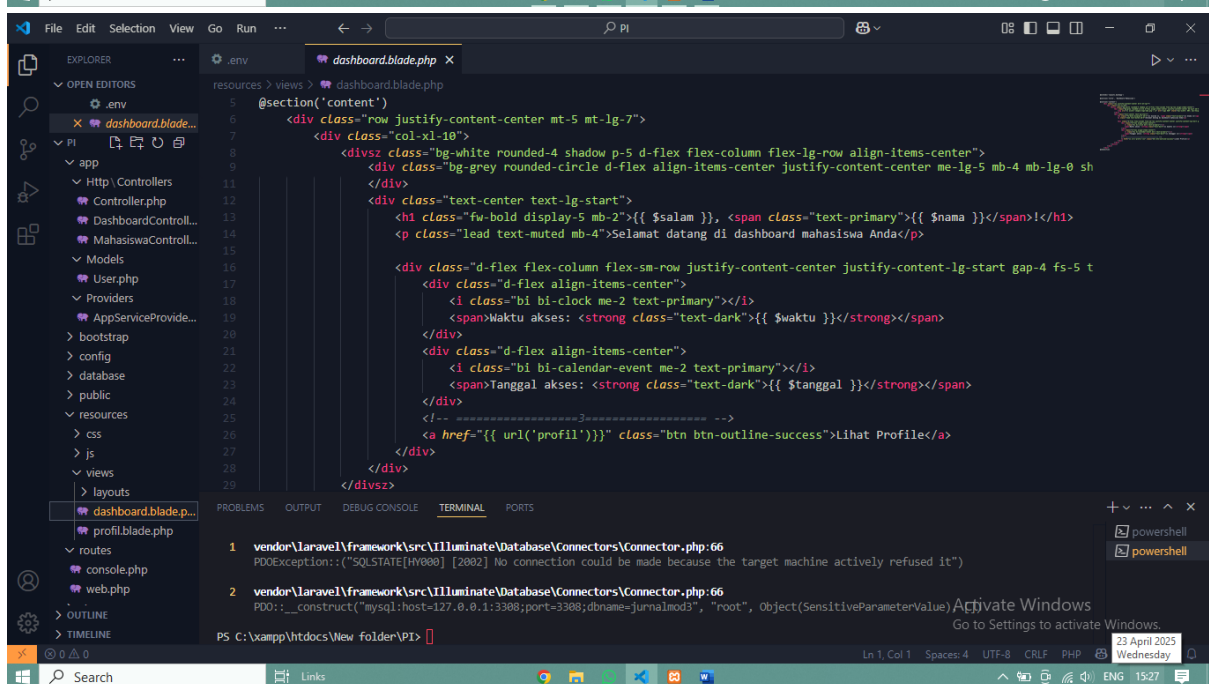 File Edit Selection View Go Run ··· PI
EXPLORER ···
OPEN EDITORS
.env
dashboard.blade...
PI
app
Http\Controllers
Controller.php
DashboardControll...
MahasiswaControll...
Models
User.php
Providers
AppServiceProvide...
bootstrap
config
database
public
resources
css
js
views
layouts
dashboard.blade.p...
profil.blade.php
routes
console.php
web.php
OUTLINE
TIMELINE
.env dashboard.blade.php
resources > views > dashboard.blade.php
5 @section('content')
6 <div class="row justify-content-center mt-5 mt-lg-7">
7 <div class="col-xl-10">
8 <divsz class="bg-white rounded-4 shadow p-5 d-flex flex-column flex-lg-row align-items-center">
9 <div class="bg-grey rounded-circle d-flex align-items-center justify-content-center me-lg-5 mb-4 mb-lg-0 sh
11 </div>
12 <div class="text-center text-lg-start">
13 <h1 class="fw-bold display-5 mb-2">{{ $salam }}, <span class="text-primary">{{ $nama }}</span>!</h1>
14 <p class="lead text-muted mb-4">Selamat datang di dashboard mahasiswa Anda</p>
15
16 <div class="d-flex flex-column flex-sm-row justify-content-center justify-content-lg-start gap-4 fs-5 t
17 <div class="d-flex align-items-center">
18 <i class="bi bi-clock me-2 text-primary"></i>
19 <span>Waktu akses: <strong class="text-dark">{{ $waktu }}</strong></span>
20 </div>
21 <div class="d-flex align-items-center">
22 <i class="bi bi-calendar-event me-2 text-primary"></i>
23 <span>Tanggal akses: <strong class="text-dark">{{ $tanggal }}</strong></span>
24 </div>
25 <!-- ==================3================== -->
26 <a href="{{ url('profil')}}" class="btn btn-outline-success">Lihat Profile</a>
27 </div>
28 </div>
29 </divsz>
PROBLEMS OUTPUT DEBUG CONSOLE TERMINAL PORTS
powershell
powershell
1 vendor\laravel\framework\src\Illuminate\Database\Connectors\Connector.php:66
PDOException::("SQLSTATE[HY000] [2002] No connection could be made because the target machine actively refused it")
2 vendor\laravel\framework\src\Illuminate\Database\Connectors\Connector.php:66
PDO::__construct("mysql:host=127.0.0.1:3308;port=3308;dbname=jurnalmod3", "root", Object(SensitiveParameterValue), [])
PS C:\xampp\htdocs\New folder\PI>
Activate Windows
Go to Settings to activate Windows.
23 April 2025
Wednesday
0 0 Ln 1, Col 1 Spaces: 4 UTF-8 CRLF PHP
Search Links ENG 15:27